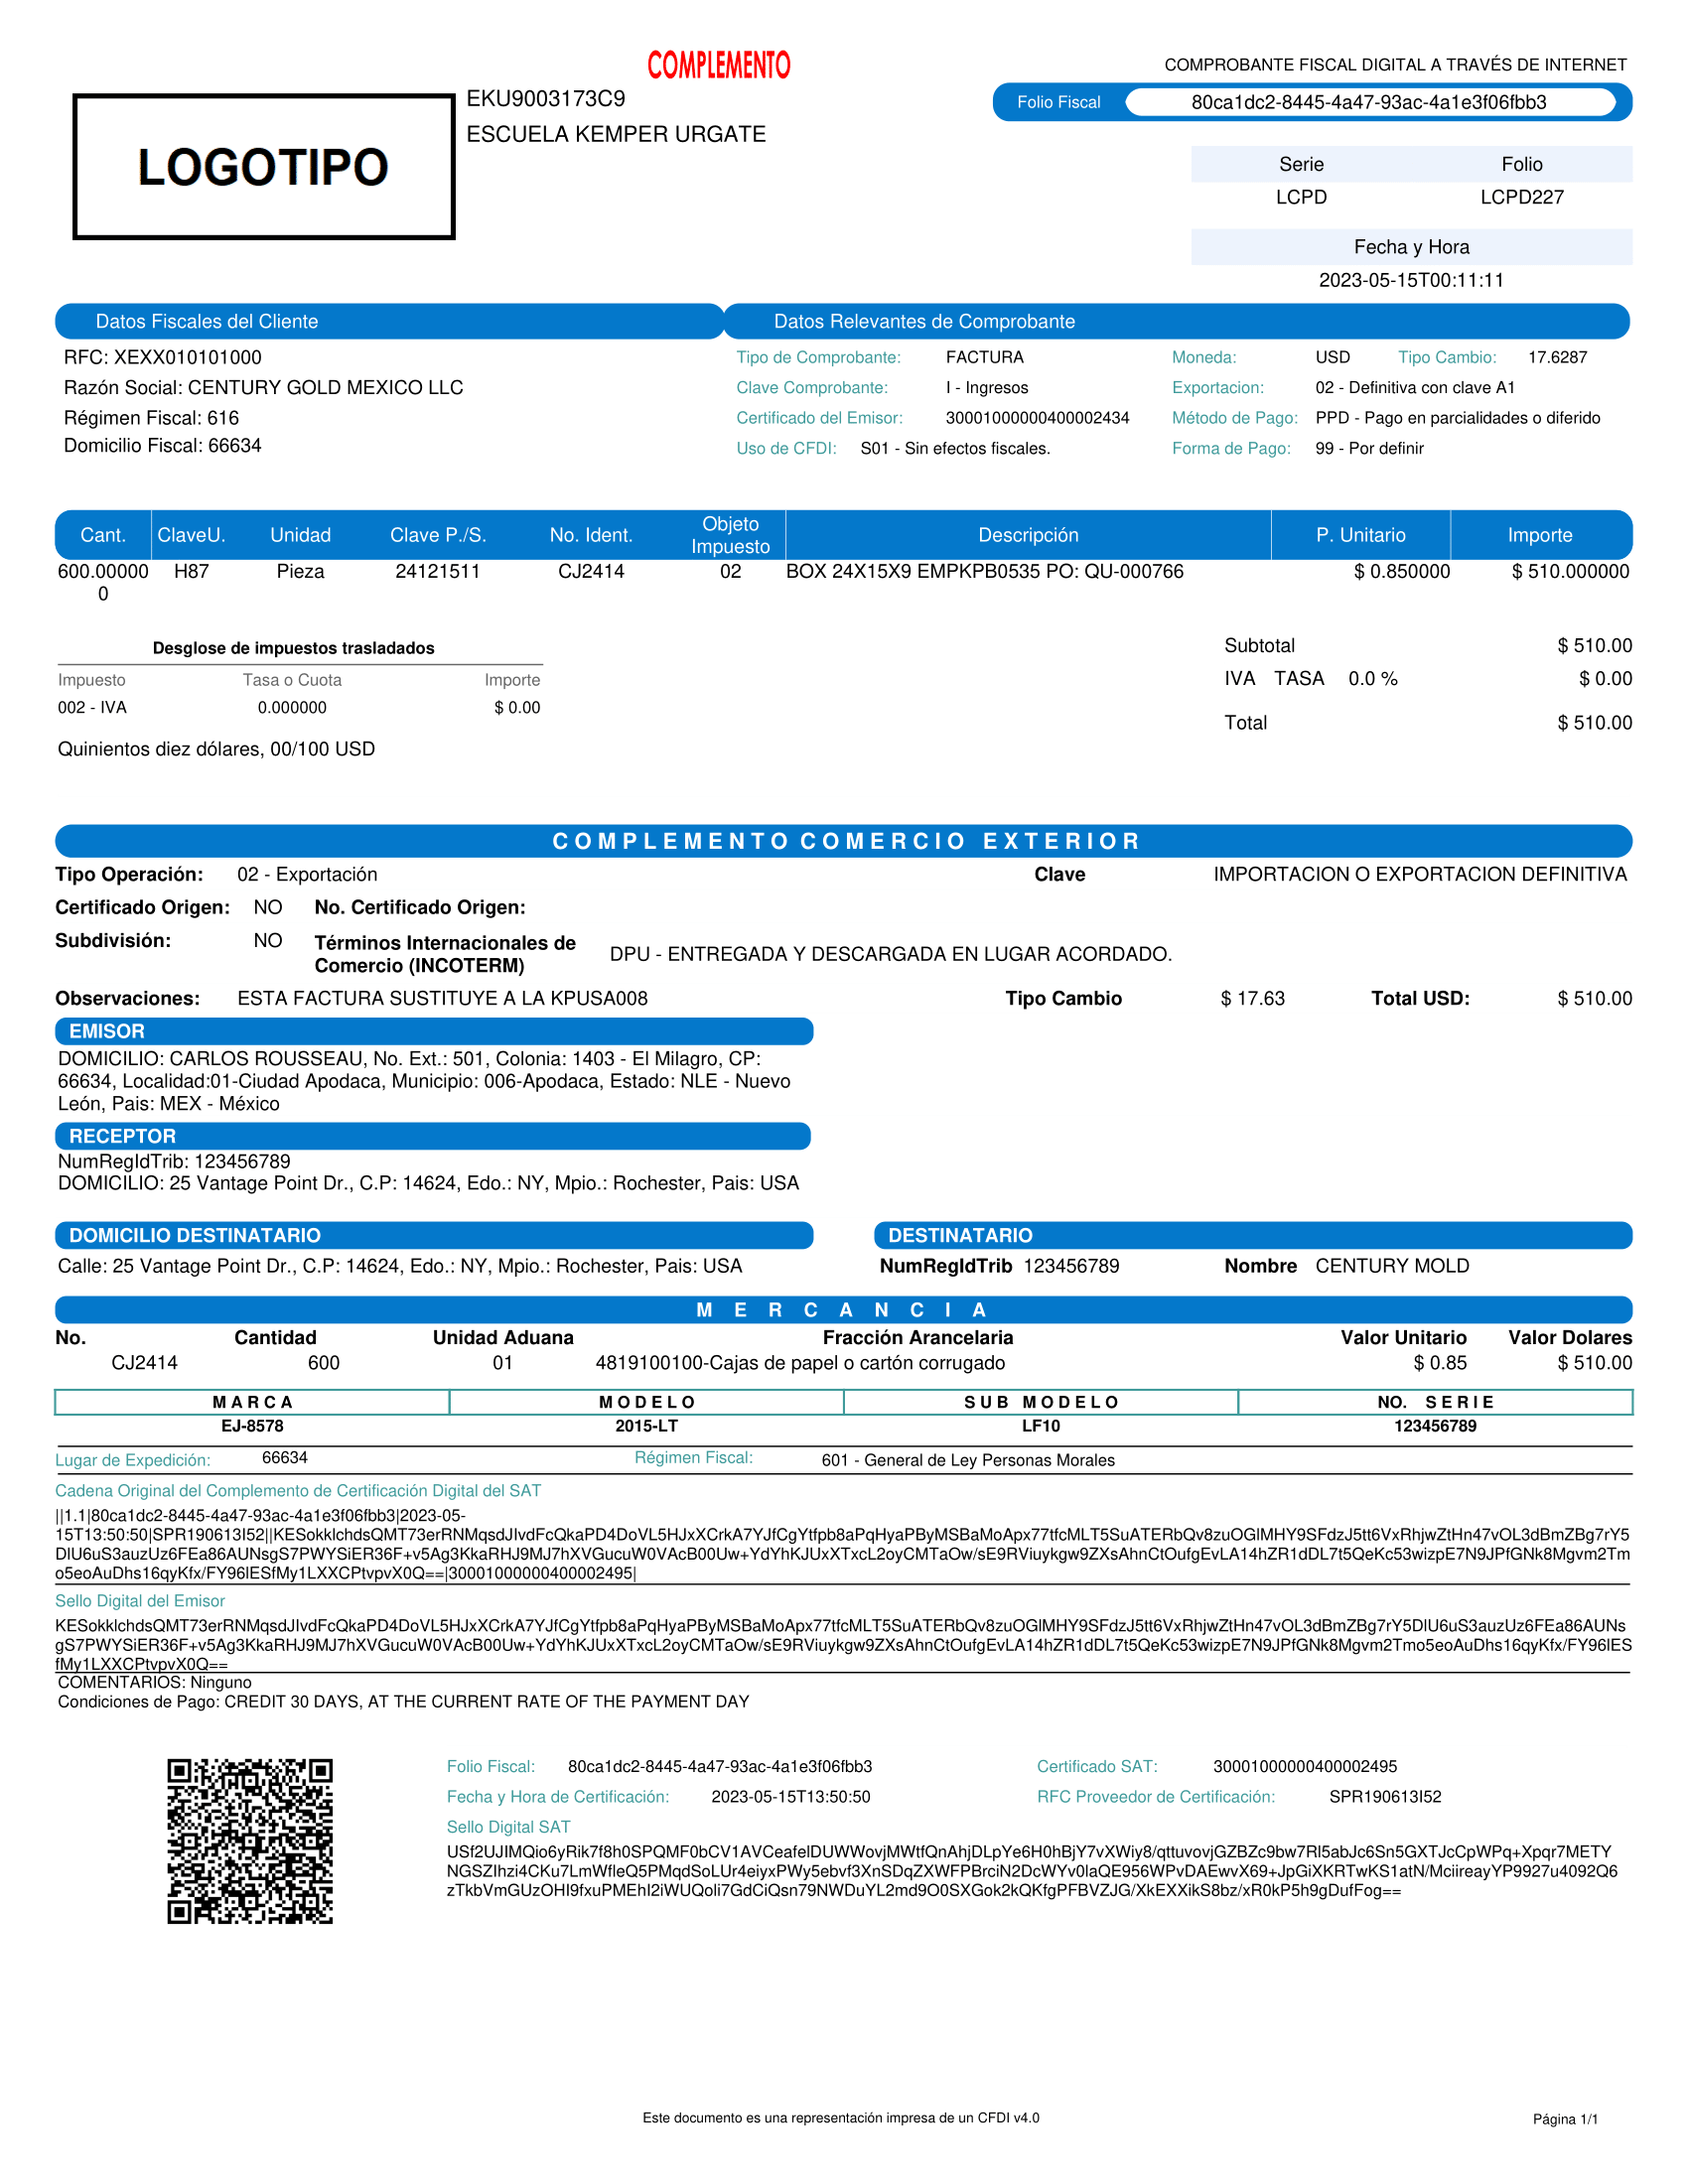 COMPLEMENTO
COMPROBANTE FISCAL DIGITAL A TRAVÉS DE INTERNET
LOGOTIPO
EKU9003173C9
ESCUELA KEMPER URGATE
Folio Fiscal 80ca1dc2-8445-4a47-93ac-4a1e3f06fbb3
Serie Folio
LCPD LCPD227
Fecha y Hora
2023-05-15T00:11:11
Datos Fiscales del Cliente
RFC: XEXX010101000
Razón Social: CENTURY GOLD MEXICO LLC
Régimen Fiscal: 616
Domicilio Fiscal: 66634
Datos Relevantes de Comprobante
Tipo de Comprobante: FACTURA Moneda: USD Tipo Cambio: 17.6287
Clave Comprobante: I - Ingresos Exportacion: 02 - Definitiva con clave A1
Certificado del Emisor: 30001000000400002434 Método de Pago: PPD - Pago en parcialidades o diferido
Uso de CFDI: S01 - Sin efectos fiscales. Forma de Pago: 99 - Por definir
Cant. ClaveU. Unidad Clave P./S. No. Ident. Objeto Impuesto Descripción P. Unitario Importe
600.000000 H87 Pieza 24121511 CJ2414 02 BOX 24X15X9 EMPKPB0535 PO: QU-000766 $ 0.850000 $ 510.000000
Desglose de impuestos trasladados
Impuesto Tasa o Cuota Importe
002 - IVA 0.000000 $ 0.00
Quinientos diez dólares, 00/100 USD
Subtotal $ 510.00
IVA TASA 0.0 % $ 0.00
Total $ 510.00
COMPLEMENTO COMERCIO EXTERIOR
Tipo Operación: 02 - Exportación Clave IMPORTACION O EXPORTACION DEFINITIVA
Certificado Origen: NO No. Certificado Origen:
Subdivisión: NO Términos Internacionales de Comercio (INCOTERM) DPU - ENTREGADA Y DESCARGADA EN LUGAR ACORDADO.
Observaciones: ESTA FACTURA SUSTITUYE A LA KPUSA008 Tipo Cambio $ 17.63 Total USD: $ 510.00
EMISOR
DOMICILIO: CARLOS ROUSSEAU, No. Ext.: 501, Colonia: 1403 - El Milagro, CP:
66634, Localidad:01-Ciudad Apodaca, Municipio: 006-Apodaca, Estado: NLE - Nuevo
León, Pais: MEX - México
RECEPTOR
NumRegIdTrib: 123456789
DOMICILIO: 25 Vantage Point Dr., C.P: 14624, Edo.: NY, Mpio.: Rochester, Pais: USA
DOMICILIO DESTINATARIO
Calle: 25 Vantage Point Dr., C.P: 14624, Edo.: NY, Mpio.: Rochester, Pais: USA
DESTINATARIO
NumRegIdTrib 123456789 Nombre CENTURY MOLD
MERCANCIA
No. Cantidad Unidad Aduana Fracción Arancelaria Valor Unitario Valor Dolares
CJ2414 600 01 4819100100-Cajas de papel o cartón corrugado $ 0.85 $ 510.00
MARCA MODELO SUB MODELO NO. SERIE
EJ-8578 2015-LT LF10 123456789
Lugar de Expedición: 66634 Régimen Fiscal: 601 - General de Ley Personas Morales
Cadena Original del Complemento de Certificación Digital del SAT
||1.1|80ca1dc2-8445-4a47-93ac-4a1e3f06fbb3|2023-05-
15T13:50:50|SPR190613I52||KESokklchdsQMT73erRNMqsdJIvdFcQkaPD4DoVL5HJxXCrkA7YJfCgYtfpb8aPqHyaPByMSBaMoApx77tfcMLT5SuATERbQv8zuOGlMHY9SFdzJ5tt6VxRhjwZtHn47vOL3dBmZBg7rY5
DlU6uS3auzUz6FEa86AUNsgS7PWYSiER36F+v5Ag3KkaRHJ9MJ7hXVGucuW0VAcB00Uw+YdYhKJUxXTxcL2oyCMTaOw/sE9RViuykgw9ZXsAhnCtOufgEvLA14hZR1dDL7t5QeKc53wizpE7N9JPfGNk8Mgvm2Tm
o5eoAuDhs16qyKfx/FY96lESfMy1LXXCPtvpvX0Q==|30001000000400002495|
Sello Digital del Emisor
KESokklchdsQMT73erRNMqsdJIvdFcQkaPD4DoVL5HJxXCrkA7YJfCgYtfpb8aPqHyaPByMSBaMoApx77tfcMLT5SuATERbQv8zuOGlMHY9SFdzJ5tt6VxRhjwZtHn47vOL3dBmZBg7rY5DlU6uS3auzUz6FEa86AUNs
gS7PWYSiER36F+v5Ag3KkaRHJ9MJ7hXVGucuW0VAcB00Uw+YdYhKJUxXTxcL2oyCMTaOw/sE9RViuykgw9ZXsAhnCtOufgEvLA14hZR1dDL7t5QeKc53wizpE7N9JPfGNk8Mgvm2Tmo5eoAuDhs16qyKfx/FY96lES
fMy1LXXCPtvpvX0Q==
COMENTARIOS: Ninguno
Condiciones de Pago: CREDIT 30 DAYS, AT THE CURRENT RATE OF THE PAYMENT DAY
Folio Fiscal: 80ca1dc2-8445-4a47-93ac-4a1e3f06fbb3 Certificado SAT: 30001000000400002495
Fecha y Hora de Certificación: 2023-05-15T13:50:50 RFC Proveedor de Certificación: SPR190613I52
Sello Digital SAT
USf2UJIMQio6yRik7f8h0SPQMF0bCV1AVCeafelDUWWovjMWtfQnAhjDLpYe6H0hBjY7vXWiy8/qttuvovjGZBZc9bw7Rl5abJc6Sn5GXTJcCpWPq+Xpqr7METY
NGSZIhzi4CKu7LmWfleQ5PMqdSoLUr4eiyxPWy5ebvf3XnSDqZXWFPBrciN2DcWYv0laQE956WPvDAEwvX69+JpGiXKRTwKS1atN/MciireayYP9927u4092Q6
zTkbVmGUzOHI9fxuPMEhI2iWUQoli7GdCiQsn79NWDuYL2md9O0SXGok2kQKfgPFBVZJG/XkEXXikS8bz/xR0kP5h9gDufFog==
Este documento es una representación impresa de un CFDI v4.0
Página 1/1